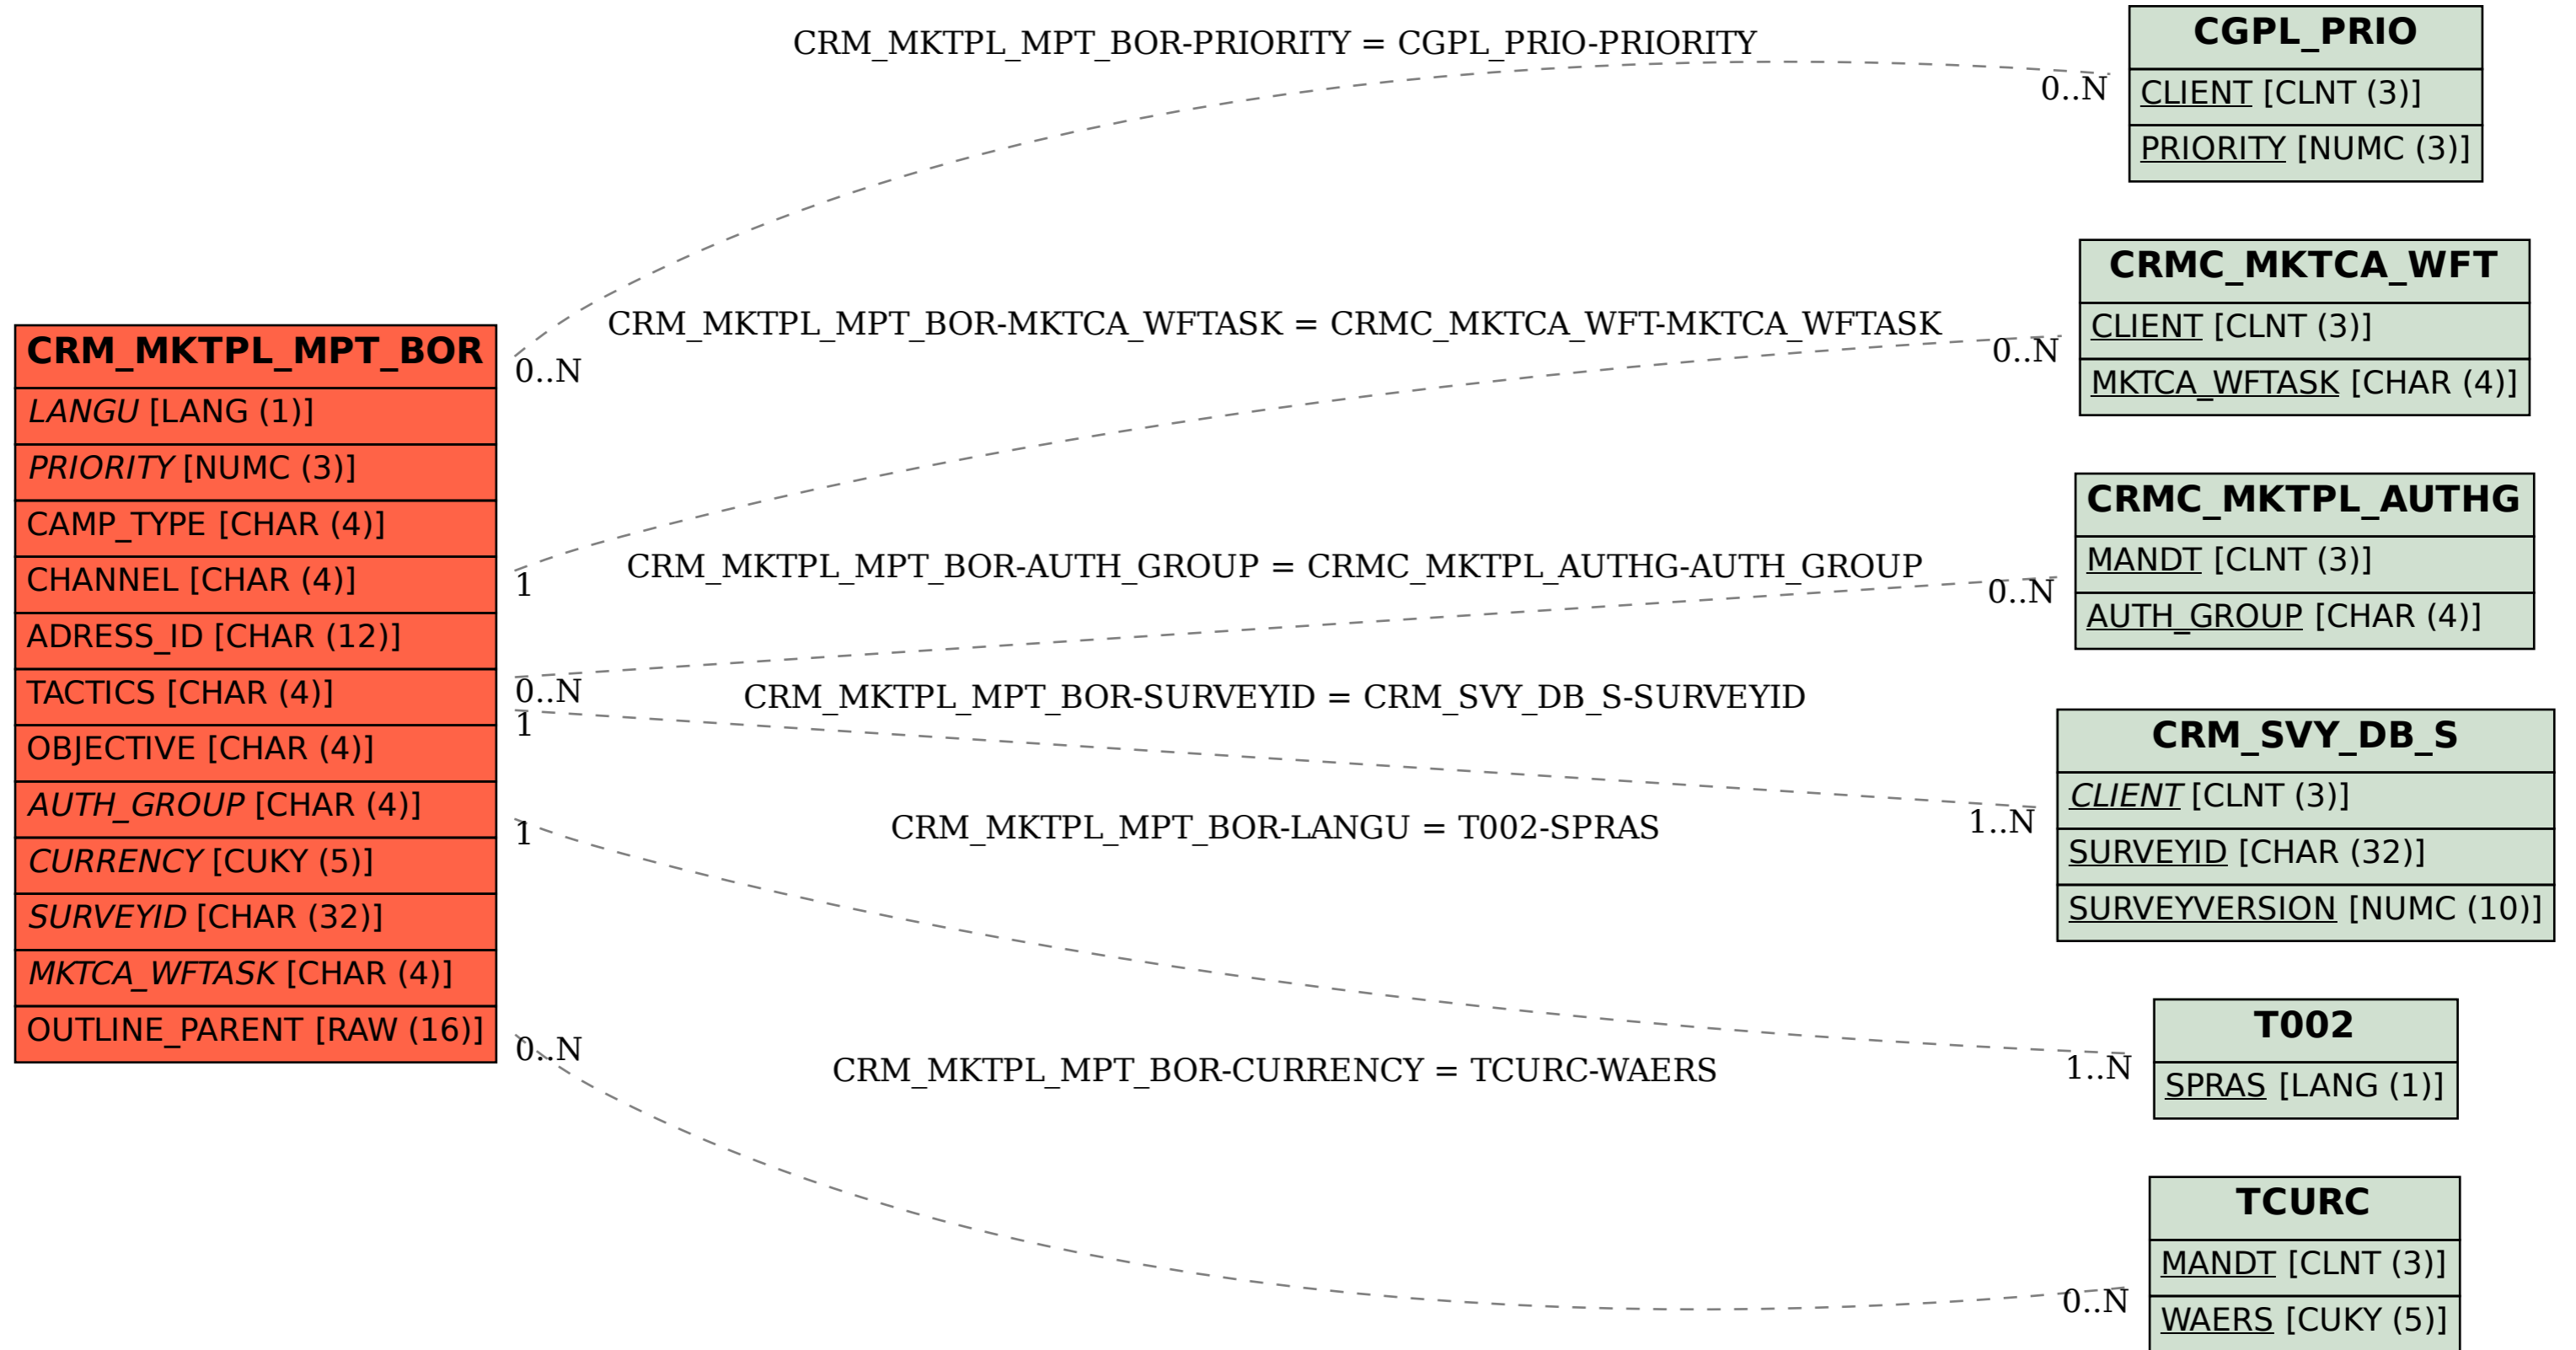 CRM_MKTPL_MPT_BOR
LANGU [LANG (1)]
PRIORITY [NUMC (3)]
CAMP_TYPE [CHAR (4)]
CHANNEL [CHAR (4)]
ADRESS_ID [CHAR (12)]
TACTICS [CHAR (4)]
OBJECTIVE [CHAR (4)]
AUTH_GROUP [CHAR (4)]
CURRENCY [CUKY (5)]
SURVEYID [CHAR (32)]
MKTCA_WFTASK [CHAR (4)]
OUTLINE_PARENT [RAW (16)]
CRM_MKTPL_MPT_BOR-PRIORITY = CGPL_PRIO-PRIORITY
0..N
0..N
CRM_MKTPL_MPT_BOR-MKTCA_WFTASK = CRMC_MKTCA_WFT-MKTCA_WFTASK
1
0..N
CRM_MKTPL_MPT_BOR-AUTH_GROUP = CRMC_MKTPL_AUTHG-AUTH_GROUP
0..N
0..N
CRM_MKTPL_MPT_BOR-SURVEYID = CRM_SVY_DB_S-SURVEYID
1
1..N
CRM_MKTPL_MPT_BOR-LANGU = T002-SPRAS
1
1..N
CRM_MKTPL_MPT_BOR-CURRENCY = TCURC-WAERS
0..N
0..N
CGPL_PRIO
CLIENT [CLNT (3)]
PRIORITY [NUMC (3)]
CRMC_MKTCA_WFT
CLIENT [CLNT (3)]
MKTCA_WFTASK [CHAR (4)]
CRMC_MKTPL_AUTHG
MANDT [CLNT (3)]
AUTH_GROUP [CHAR (4)]
CRM_SVY_DB_S
CLIENT [CLNT (3)]
SURVEYID [CHAR (32)]
SURVEYVERSION [NUMC (10)]
T002
SPRAS [LANG (1)]
TCURC
MANDT [CLNT (3)]
WAERS [CUKY (5)]